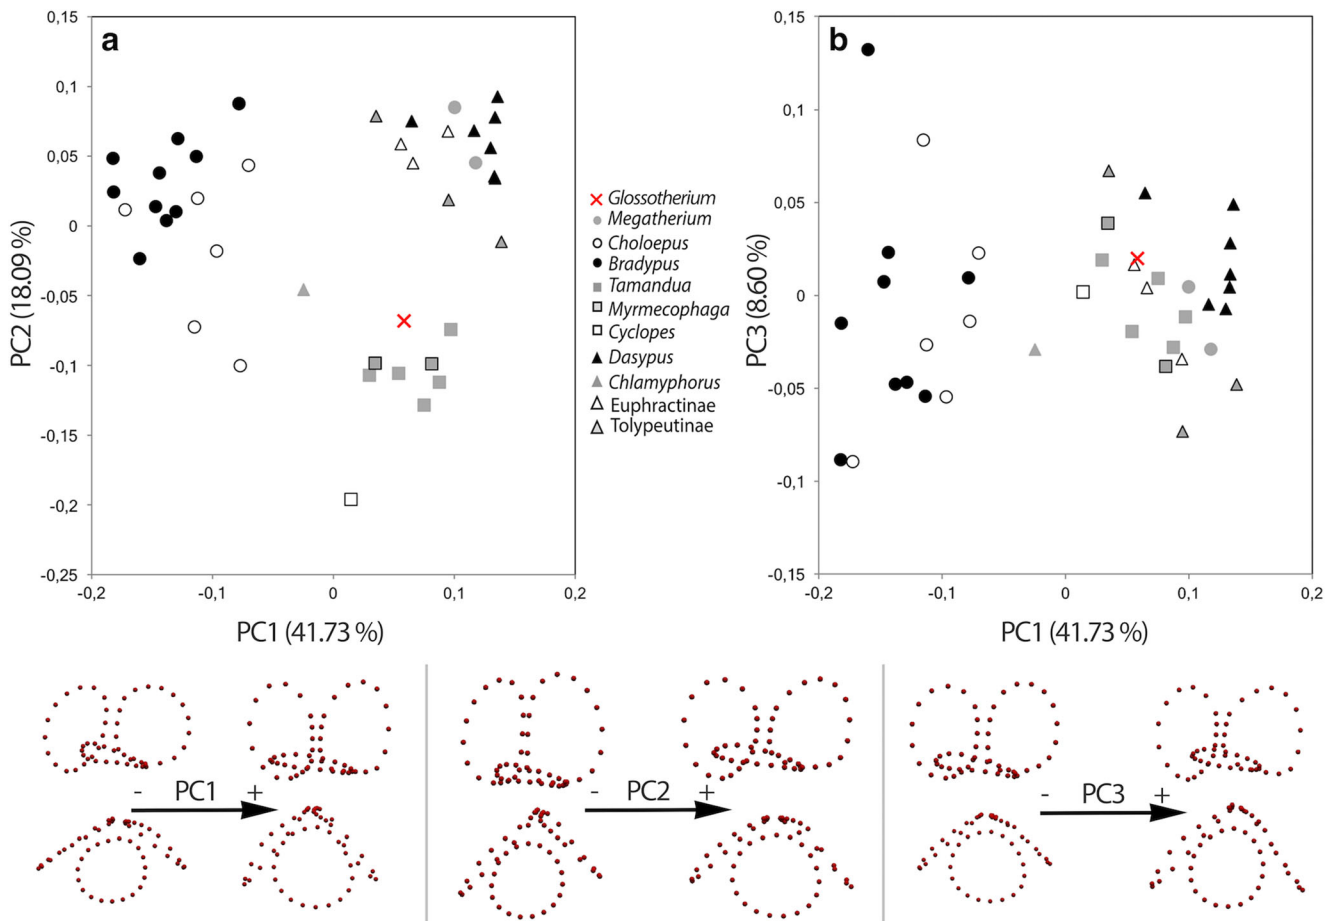 a
0,15
0,1
0,05
0
-0,05
-0,1
-0,15
-0,2
-0,25
PC2 (18.09 %)
-0,2
-0,1
0
0,1
0,2
PC1 (41.73 %)
Glossotherium
Megatherium
Choloepus
Bradypus
Tamandua
Myrmecophaga
Cyclopes
Dasypus
Chlamyphorus
Euphractinae
Tolypeutinae
b
0,15
0,1
0,05
0
-0,05
-0,1
-0,15
PC3 (8.60 %)
-0,2
-0,1
0
0,1
0,2
PC1 (41.73 %)
- PC1 +
- PC2 +
- PC3 +